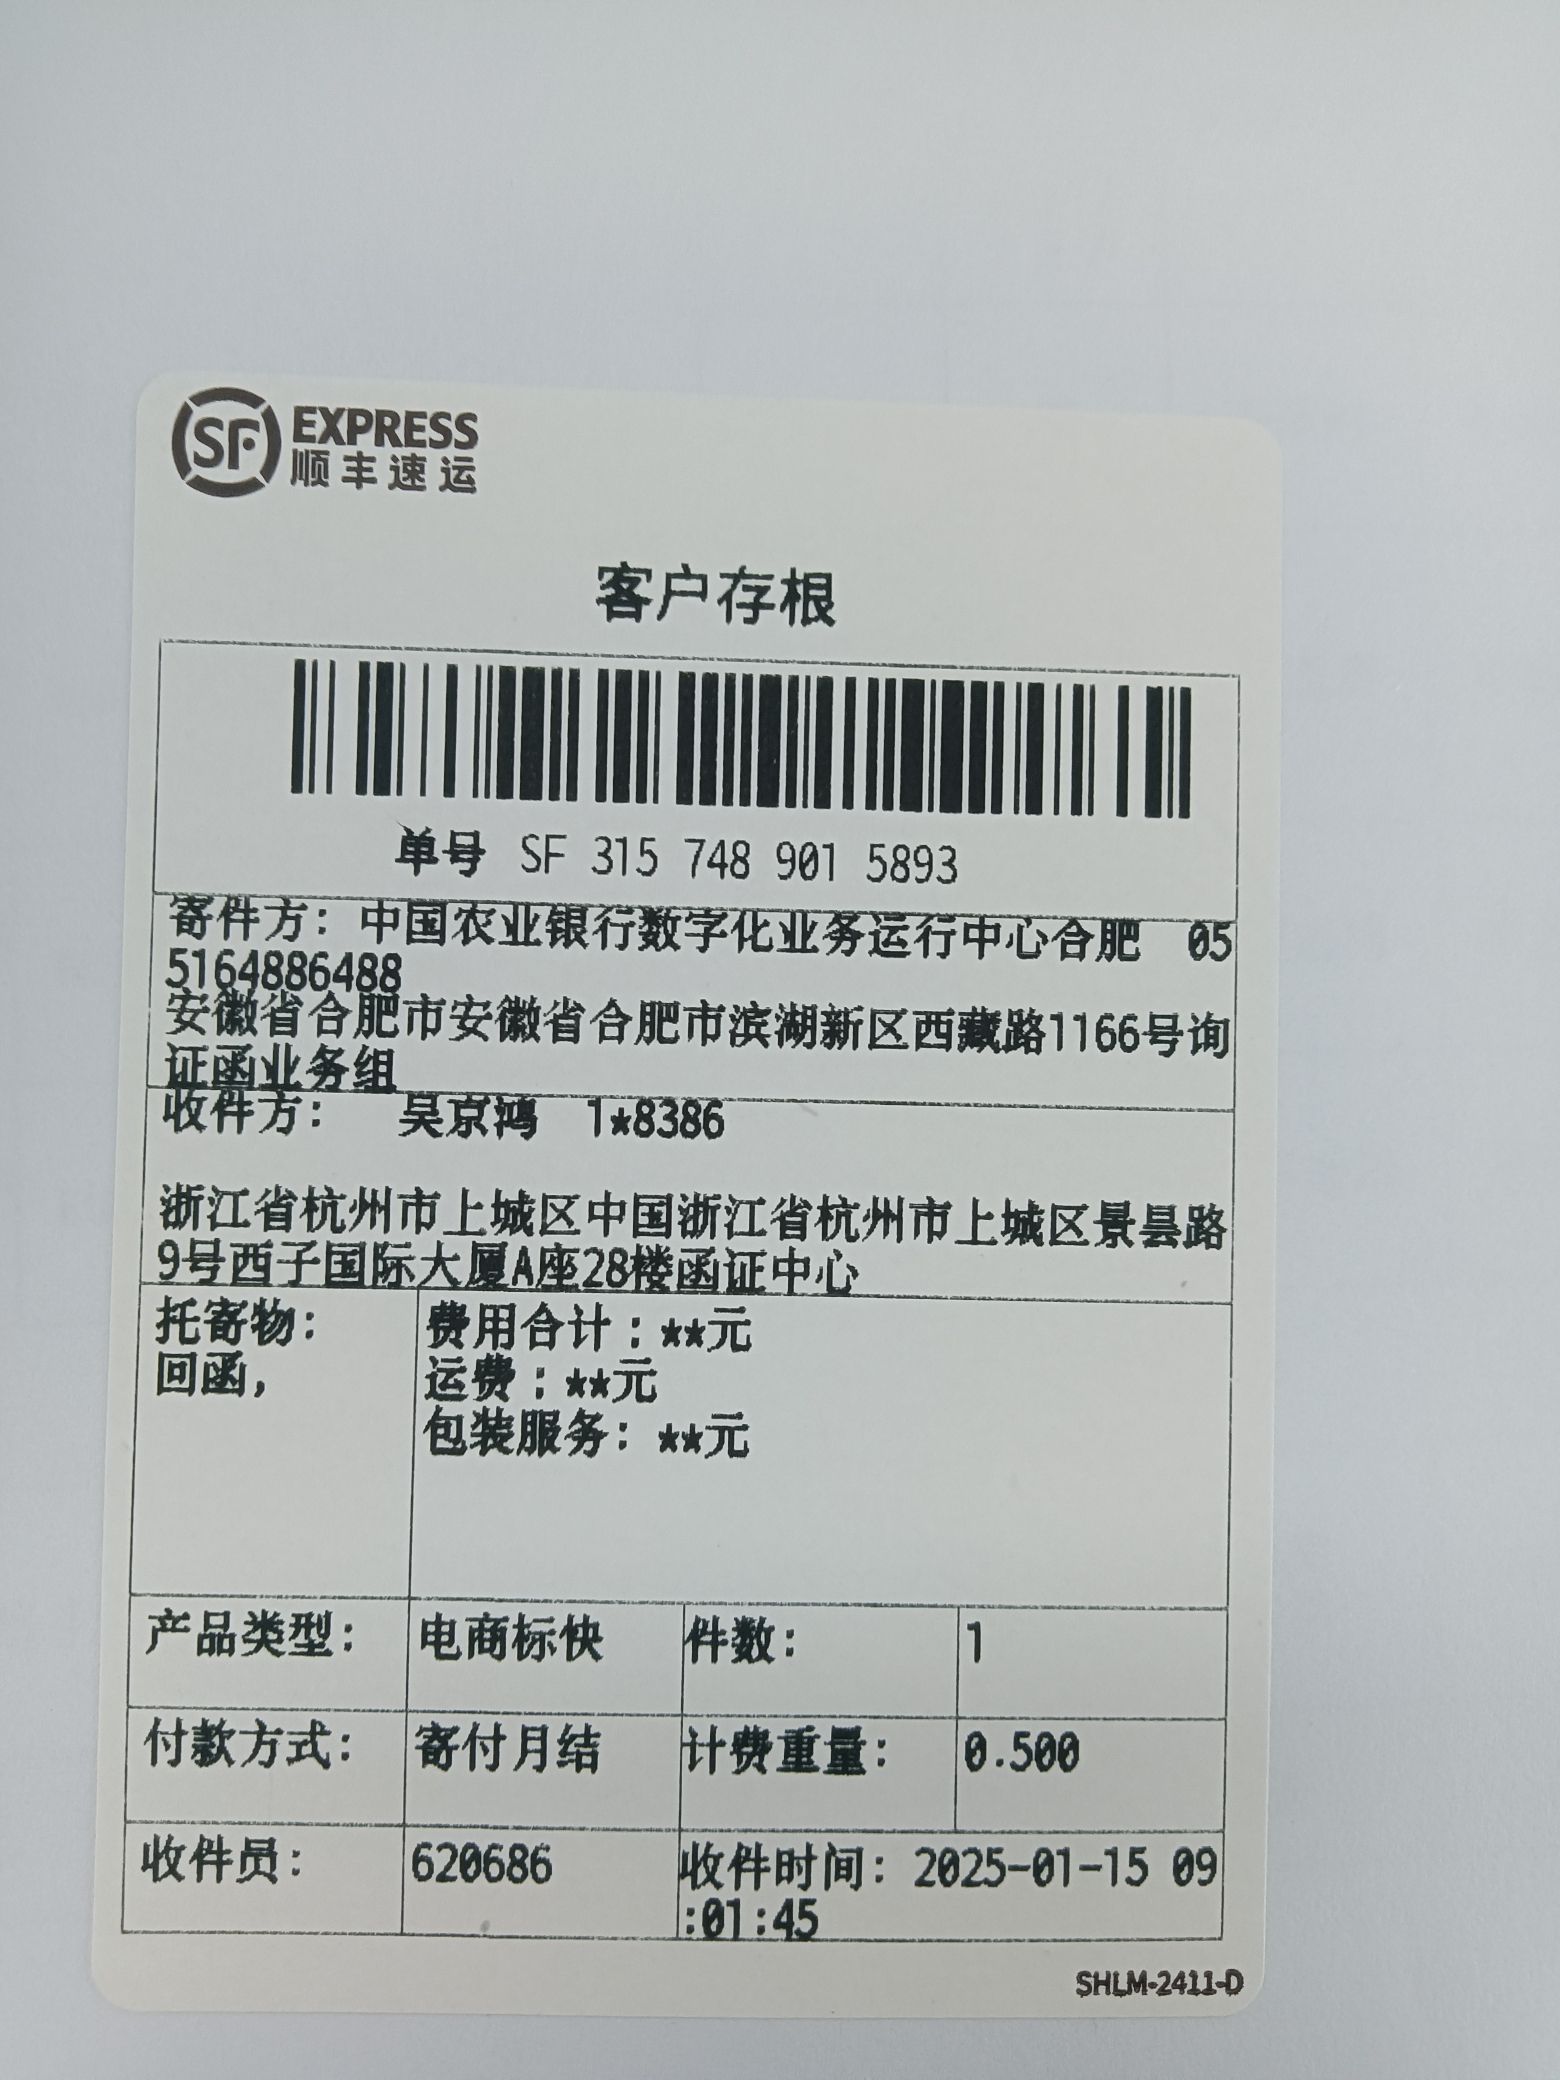 SF EXPRESS
顺丰速运
客户存根
单号 SF 315 748 901 5893
寄件方：中国农业银行数字化业务运行中心合肥 05
5164886488
安徽省合肥市安徽省合肥市滨湖新区西藏路1166号询
证函业务组
收件方： 吴京鸿 1*8386
浙江省杭州市上城区中国浙江省杭州市上城区景昙路
9号西子国际大厦A座28楼函证中心
托寄物：
回函，
费用合计：**元
运费：**元
包装服务：**元
产品类型： 电商标快 件数： 1
付款方式： 寄付月结 计费重量： 0.500
收件员： 620686 收件时间：2025-01-15 09
:01:45
SHLM-2411-D